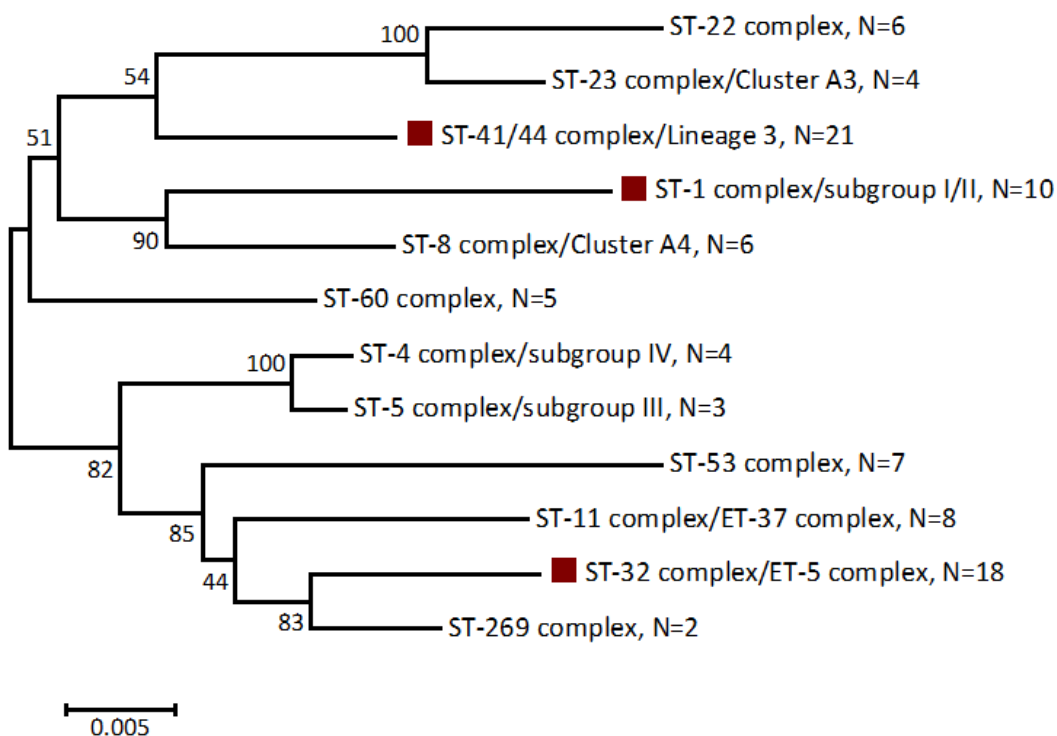 ST-22 complex, N=6
100
54
ST-23 complex/Cluster A3, N=4
51
ST-41/44 complex/Lineage 3, N=21
ST-1 complex/subgroup I/II, N=10
90
ST-8 complex/Cluster A4, N=6
ST-60 complex, N=5
ST-4 complex/subgroup IV, N=4
100
ST-5 complex/subgroup III, N=3
82
ST-53 complex, N=7
85
ST-11 complex/ET-37 complex, N=8
44
ST-32 complex/ET-5 complex, N=18
83
ST-269 complex, N=2
0.005